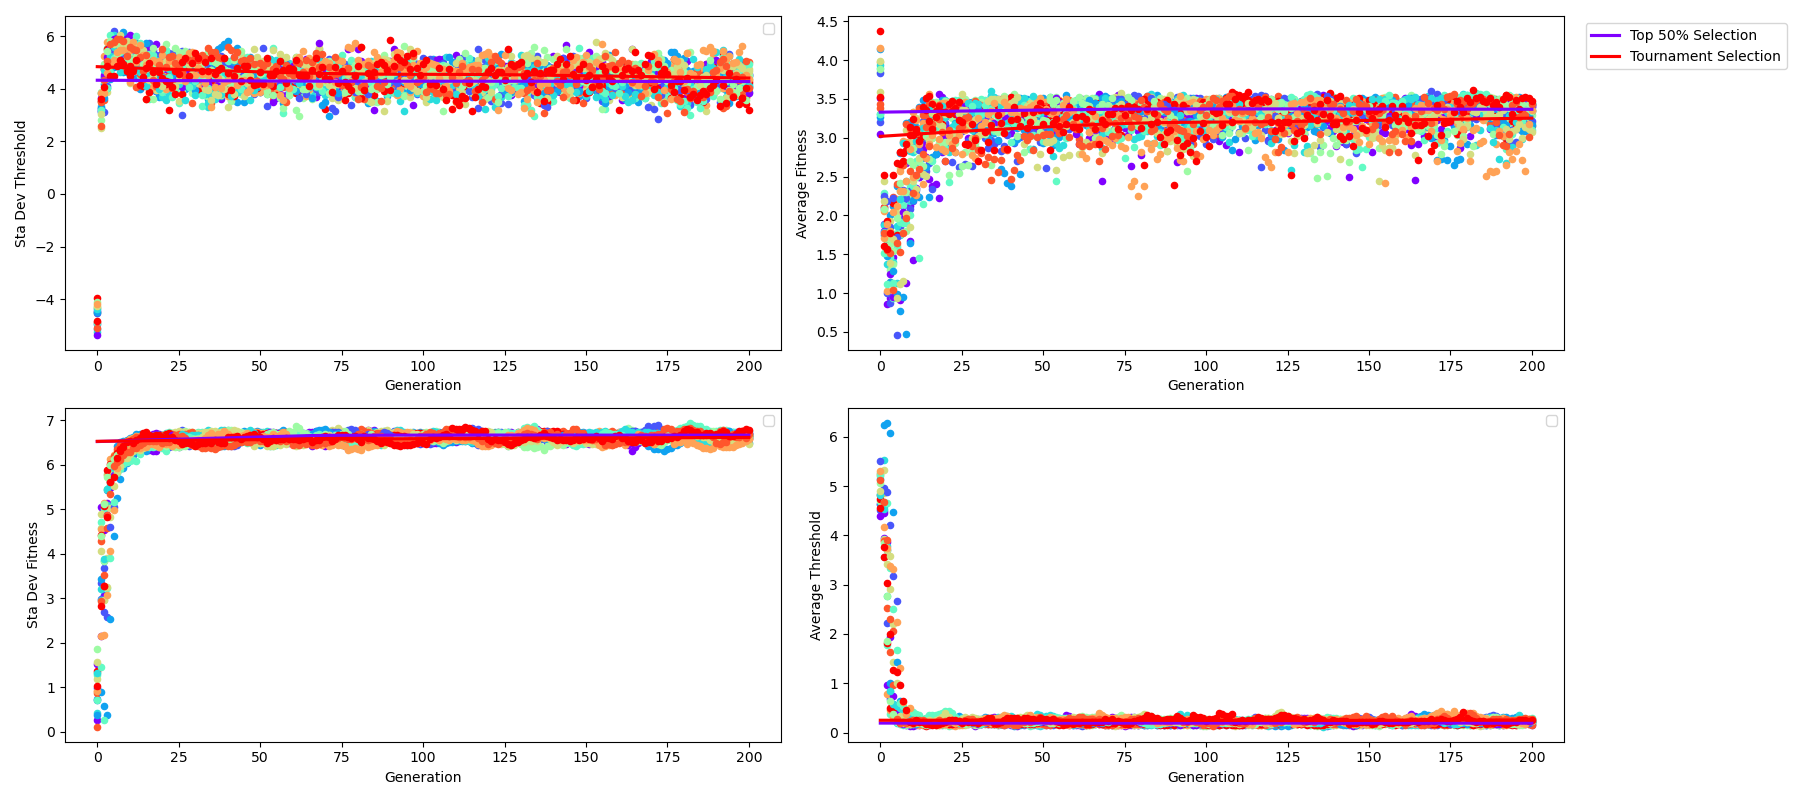 6
4
2
0
−2
−4
Sta Dev Threshold
0 25 50 75 100 125 150 175 200
Generation
4.5
4.0
3.5
3.0
2.5
2.0
1.5
1.0
0.5
Average Fitness
0 25 50 75 100 125 150 175 200
Generation
Top 50% Selection
Tournament Selection
7
6
5
4
3
2
1
0
Sta Dev Fitness
0 25 50 75 100 125 150 175 200
Generation
6
5
4
3
2
1
0
Average Threshold
0 25 50 75 100 125 150 175 200
Generation